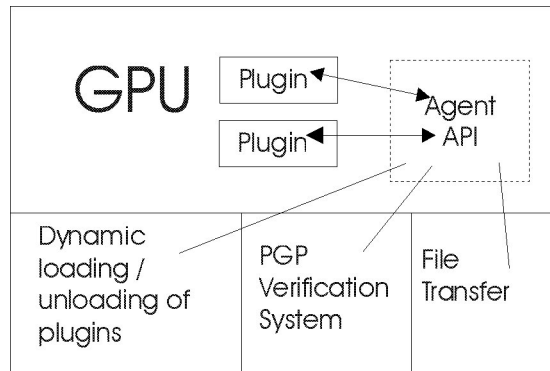 GPU
Plugin
Plugin
Agent
API
Dynamic
loading /
unloading of
plugins
PGP
Verification
System
File
Transfer